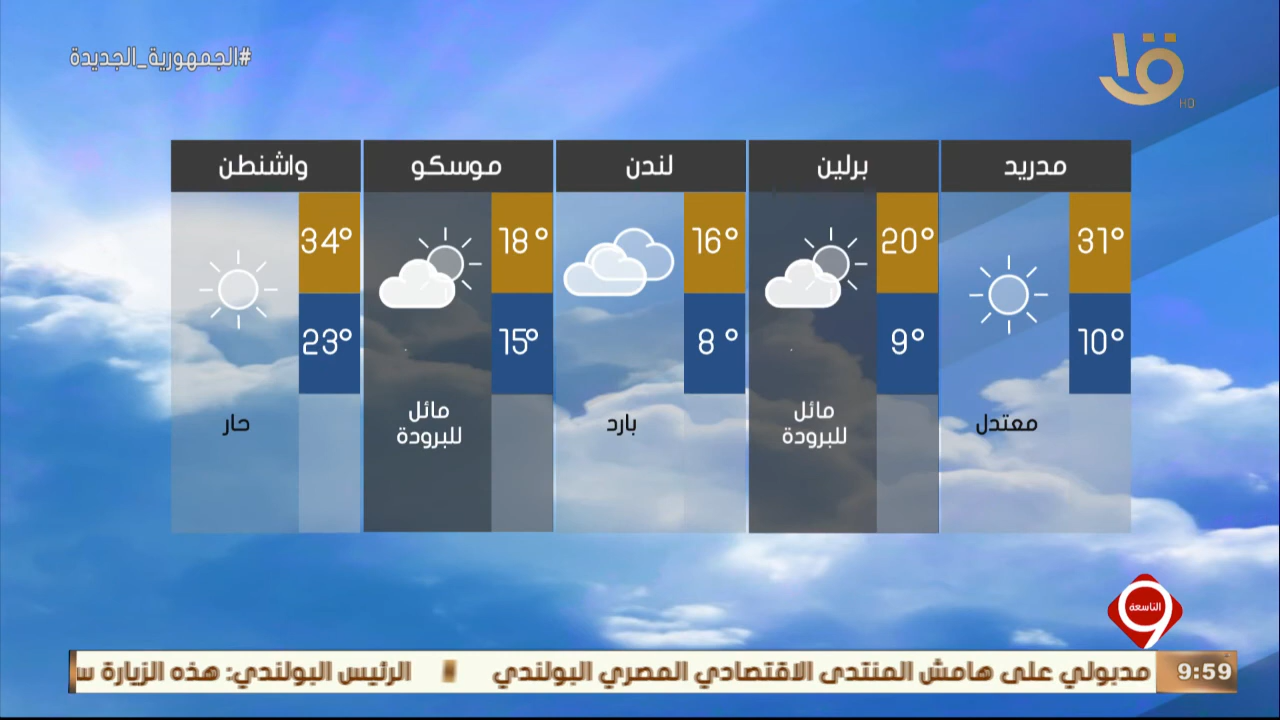 #الجمهورية_الجديدة
HD
مدريد
31°
10°
معتدل
برلين
20°
9°
مائل
للبرودة
لندن
16°
8°
بارد
موسكو
18°
15°
مائل
للبرودة
واشنطن
34°
23°
حار
التاسعة
9
9:59
مدبولي على هامش المنتدى الاقتصادي المصري البولندي
الرئيس البولندي: هذه الزيارة